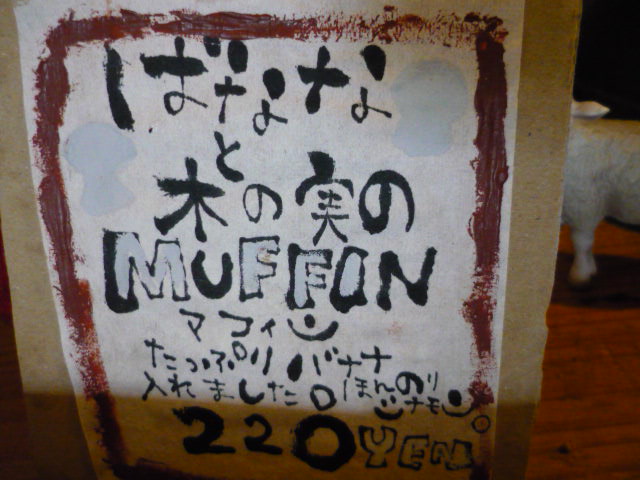 ばなな
と
木の実の
MUFFIN
マフィン
たっぷりバナナ
入れました。ほんのりシナモン。
220YEN